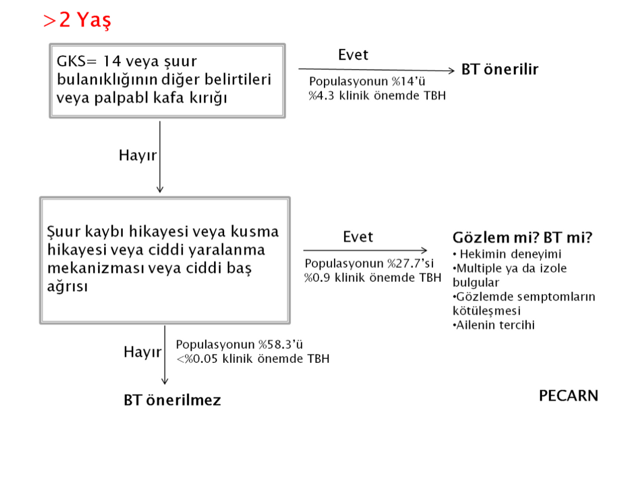 >2 Yaş
GKS= 14 veya şuur
bulanıklığının diğer belirtileri
veya palpabl kafa kırığı
Evet
Populasyonun %14'ü
%4.3 klinik önemde TBH
BT önerilir
Hayır
Şuur kaybı hikayesi veya kusma
hikayesi veya ciddi yaralanma
mekanizması veya ciddi baş
ağrısı
Evet
Populasyonun %27.7'si
%0.9 klinik önemde TBH
Gözlem mi? BT mi?
• Hekimin deneyimi
•Multiple ya da izole
bulgular
•Gözlemde semptomların
kötüleşmesi
•Ailenin tercihi
Hayır
Populasyonun %58.3'ü
<%0.05 klinik önemde TBH
BT önerilmez
PECARN